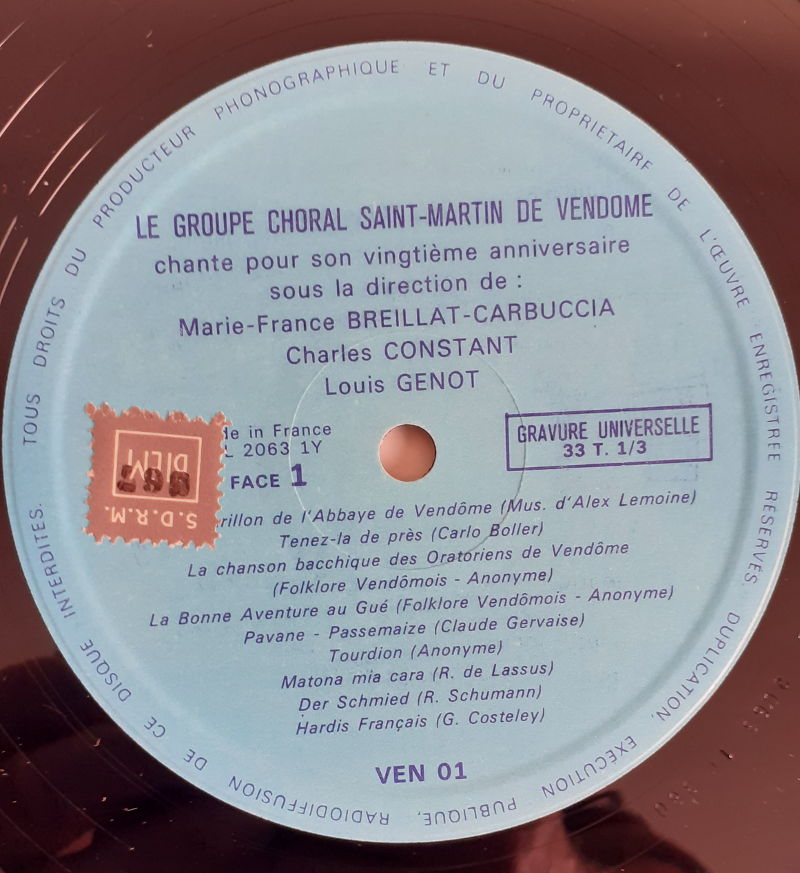 TOUS DROITS DU PRODUCTEUR PHONOGRAPHIQUE ET DU PROPRIETAIRE DE L'ŒUVRE ENREGISTREE RESERVES. DUPLICATION, EXECUTION PUBLIQUE, RADIODIFFUSION DE CE DISQUE INTERDITES.
LE GROUPE CHORAL SAINT-MARTIN DE VENDOME
chante pour son vingtième anniversaire
sous la direction de :
Marie-France BREILLAT-CARBUCCIA
Charles CONSTANT
Louis GENOT
in France
2063 1Y
FACE 1
GRAVURE UNIVERSELLE
33 T. 1/3
S.D.R.M.
de l'Abbaye de Vendôme (Mus. d'Alex Lemoine)
Tenez-la de près (Carlo Boller)
La chanson bacchique des Oratoriens de Vendôme
(Folklore Vendômois - Anonyme)
La Bonne Aventure au Gué (Folklore Vendômois - Anonyme)
Pavane - Passemaize (Claude Gervaise)
Tourdion (Anonyme)
Matona mia cara (R. de Lassus)
Der Schmied (R. Schumann)
Hardis Français (G. Costeley)
VEN 01